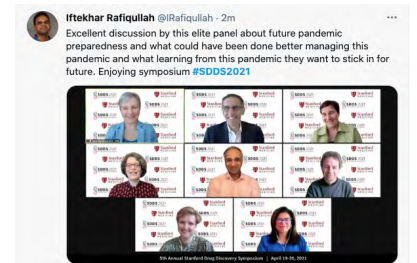 Iftekhar Rafiqullah @IRafiqullah · 2m
Excellent discussion by this elite panel about future pandemic
preparedness and what could have been done better managing this
pandemic and what learning from this pandemic they want to stick in for
future. Enjoying symposium #SDDS2021
5th Annual Stanford Drug Discovery Symposium | April 19-20, 2021